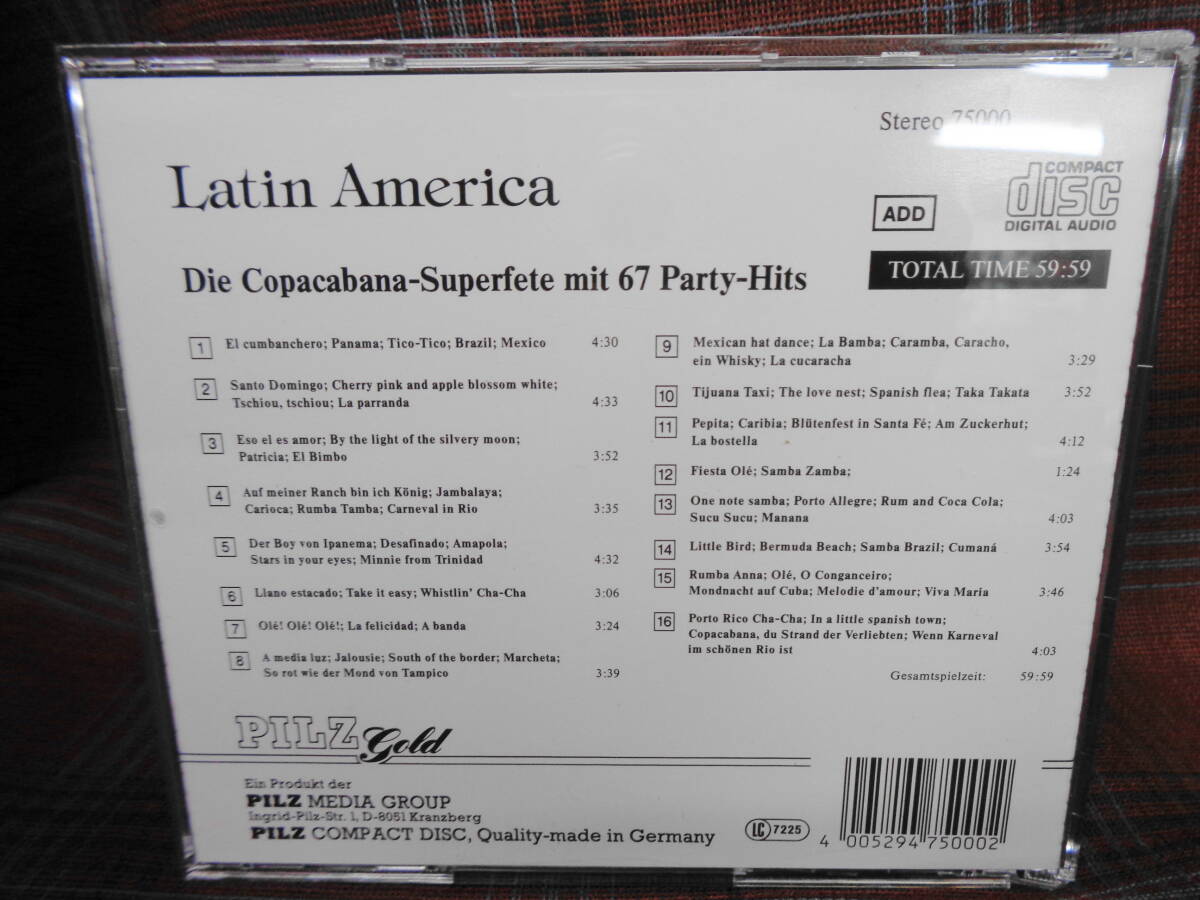 Stereo 75000
Latin America
COMPACT
disc
DIGITAL AUDIO
ADD
TOTAL TIME 59:59
Die Copacabana-Superfete mit 67 Party-Hits
1 El cumbanchero; Panama; Tico-Tico; Brazil; Mexico 4:30
2 Santo Domingo; Cherry pink and apple blossom white;
Tschiou, tschiou; La parranda 4:33
3 Eso el es amor; By the light of the silvery moon;
Patricia; El Bimbo 3:52
4 Auf meiner Ranch bin ich König; Jambalaya;
Carioca; Rumba Tamba; Carneval in Rio 3:35
5 Der Boy von Ipanema; Desafinado; Amapola;
Stars in your eyes; Minnie from Trinidad 4:32
6 Llano estacado; Take it easy; Whistlin' Cha-Cha 3:06
7 Olé! Olé! Olé!; La felicidad; A banda 3:24
8 A media luz; Jalousie; South of the border; Marcheta;
So rot wie der Mond von Tampico 3:39
9 Mexican hat dance; La Bamba; Caramba, Caracho,
ein Whisky; La cucaracha 3:29
10 Tijuana Taxi; The love nest; Spanish flea; Taka Takata 3:52
11 Pepita; Caribia; Blütenfest in Santa Fé; Am Zuckerhut;
La bostella 4:12
12 Fiesta Olé; Samba Zamba; 1:24
13 One note samba; Porto Allegre; Rum and Coca Cola;
Sucu Sucu; Manana 4:03
14 Little Bird; Bermuda Beach; Samba Brazil; Cumaná 3:54
15 Rumba Anna; Olé, O Conganceiro;
Mondnacht auf Cuba; Melodie d'amour; Viva Maria 3:46
16 Porto Rico Cha-Cha; In a little spanish town;
Copacabana, du Strand der Verliebten; Wenn Karneval
im schönen Rio ist 4:03
Gesamtspielzeit: 59:59
PILZ Gold
Ein Produkt der
PILZ MEDIA GROUP
Ingrid-Pilz-Str. 1, D-8051 Kranzberg
PILZ COMPACT DISC, Quality-made in Germany
LC 7225
4 005294 750002